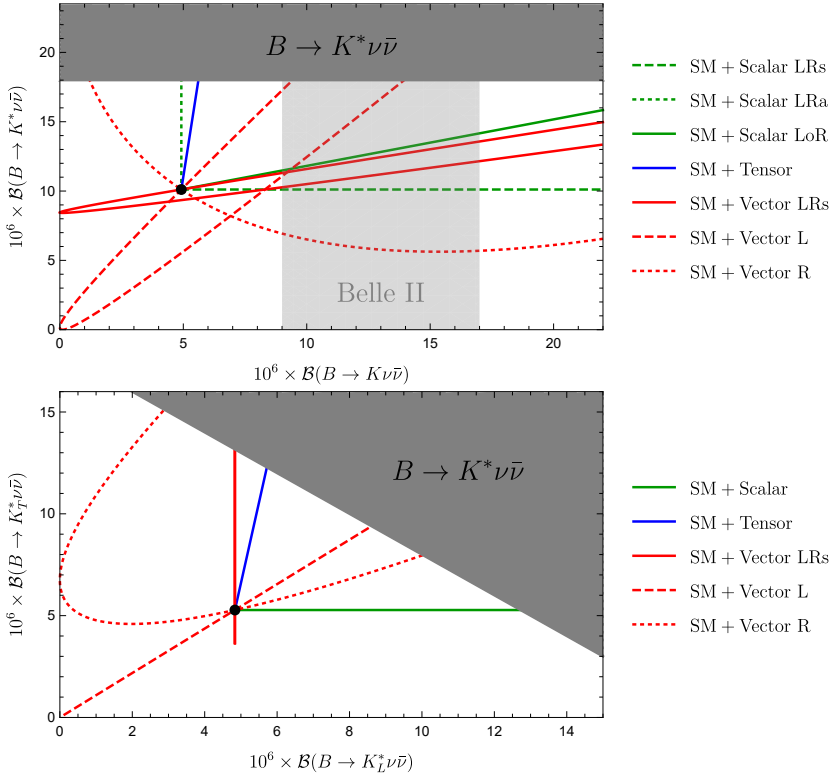 B → K*νν̄
Belle II
20
15
10
5
0
0
5
10
15
20
10⁶ × 𝓑(B → K*νν̄)
10⁶ × 𝓑(B → Kνν̄)
SM + Scalar LRs
SM + Scalar LRa
SM + Scalar LoR
SM + Tensor
SM + Vector LRs
SM + Vector L
SM + Vector R
B → K*νν̄
15
10
5
0
0
2
4
6
8
10
12
14
10⁶ × 𝓑(B → K*_T νν̄)
10⁶ × 𝓑(B → K*_L νν̄)
SM + Scalar
SM + Tensor
SM + Vector LRs
SM + Vector L
SM + Vector R